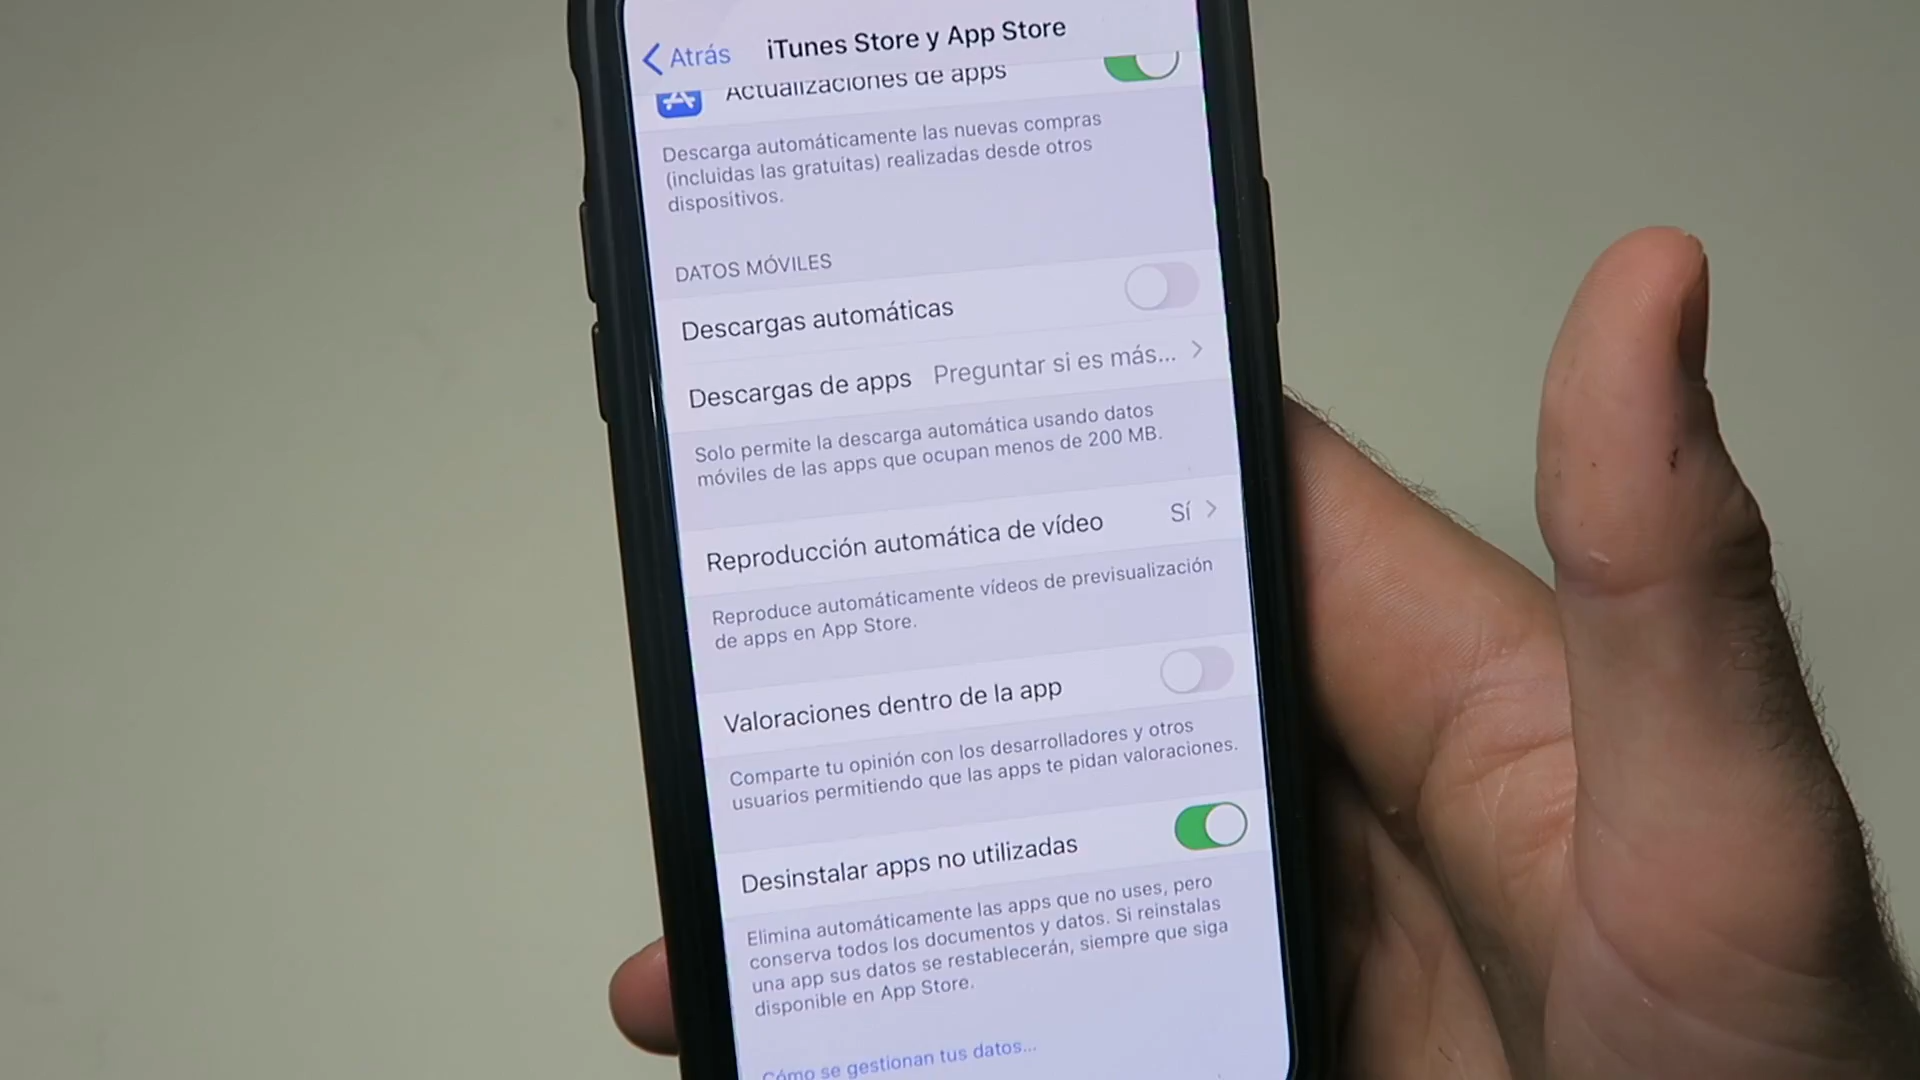 Atrás
iTunes Store y App Store
Actualizaciones de apps
Descarga automáticamente las nuevas compras
(incluidas las gratuitas) realizadas desde otros
dispositivos.
DATOS MÓVILES
Descargas automáticas
Descargas de apps Preguntar si es más...
Solo permite la descarga automática usando datos
móviles de las apps que ocupan menos de 200 MB.
Reproducción automática de vídeo Sí
Reproduce automáticamente vídeos de previsualización
de apps en App Store.
Valoraciones dentro de la app
Comparte tu opinión con los desarrolladores y otros
usuarios permitiendo que las apps te pidan valoraciones.
Desinstalar apps no utilizadas
Elimina automáticamente las apps que no uses, pero
conserva todos los documentos y datos. Si reinstalas
una app sus datos se restablecerán, siempre que siga
disponible en App Store.
Cómo se gestionan tus datos...